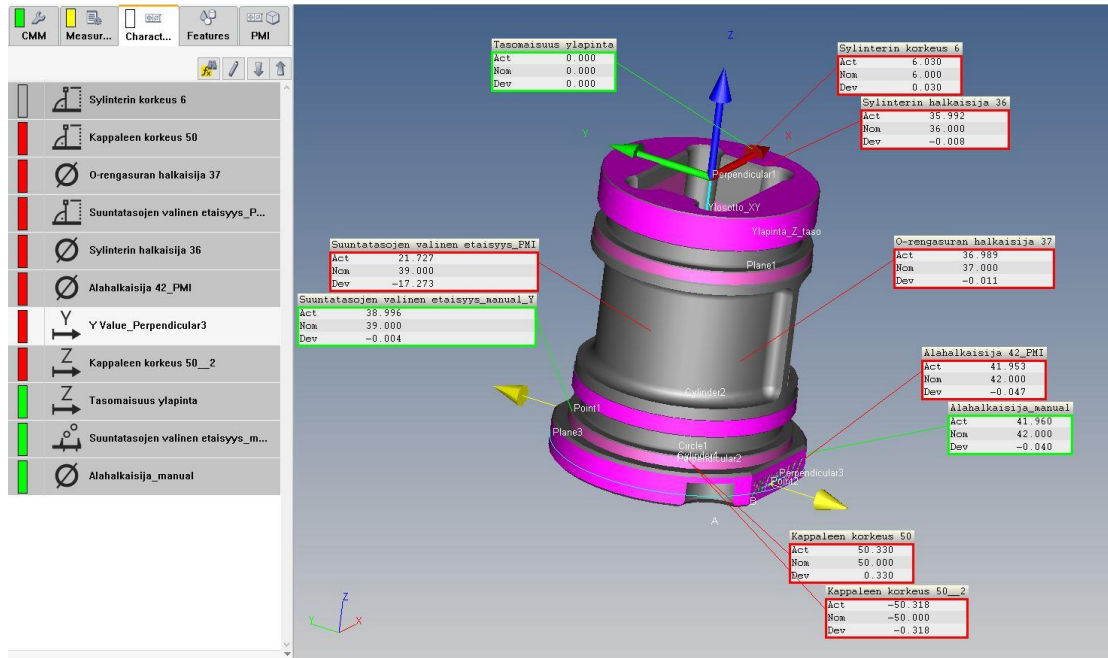 CMM Measur... Charact... Features PMI
Sylinterin korkeus 6
Kappaleen korkeus 50
O-rengasuran halkaisija 37
Suuntatasojen valinen etaisyys_P...
Sylinterin halkaisija 36
Alahalkaisija 42_PMI
Y Value_Perpendicular3
Kappaleen korkeus 50__2
Tasomaisuus ylapinta
Suuntatasojen valinen etaisyys_m...
Alahalkaisija_manual
Tasomaisuus ylapinta
Act 0.000
Nom 0.000
Dev 0.000
Sylinterin korkeus 6
Act 6.030
Nom 6.000
Dev 0.030
Sylinterin halkaisija 36
Act 35.992
Nom 36.000
Dev -0.008
Z
Y
X
Perpendicular1
Ylosotto_XY
Ylapinta_Z_taso
Plane1
Suuntatasojen valinen etaisyys_PMI
Act 21.727
Nom 39.000
Dev -17.273
O-rengasuran halkaisija 37
Act 36.989
Nom 37.000
Dev -0.011
Suuntatasojen valinen etaisyys_manual_Y
Act 38.996
Nom 39.000
Dev -0.004
Alahalkaisija 42_PMI
Act 41.953
Nom 42.000
Dev -0.047
Alahalkaisija_manual
Act 41.960
Nom 42.000
Dev -0.040
Cylinder2
Point1
Plane3
Circle1
Cylinder4
Perpendicular2
Perpendicular3
Point2
B
A
Kappaleen korkeus 50
Act 50.330
Nom 50.000
Dev 0.330
Kappaleen korkeus 50__2
Act -50.318
Nom -50.000
Dev -0.318
Z
Y
X